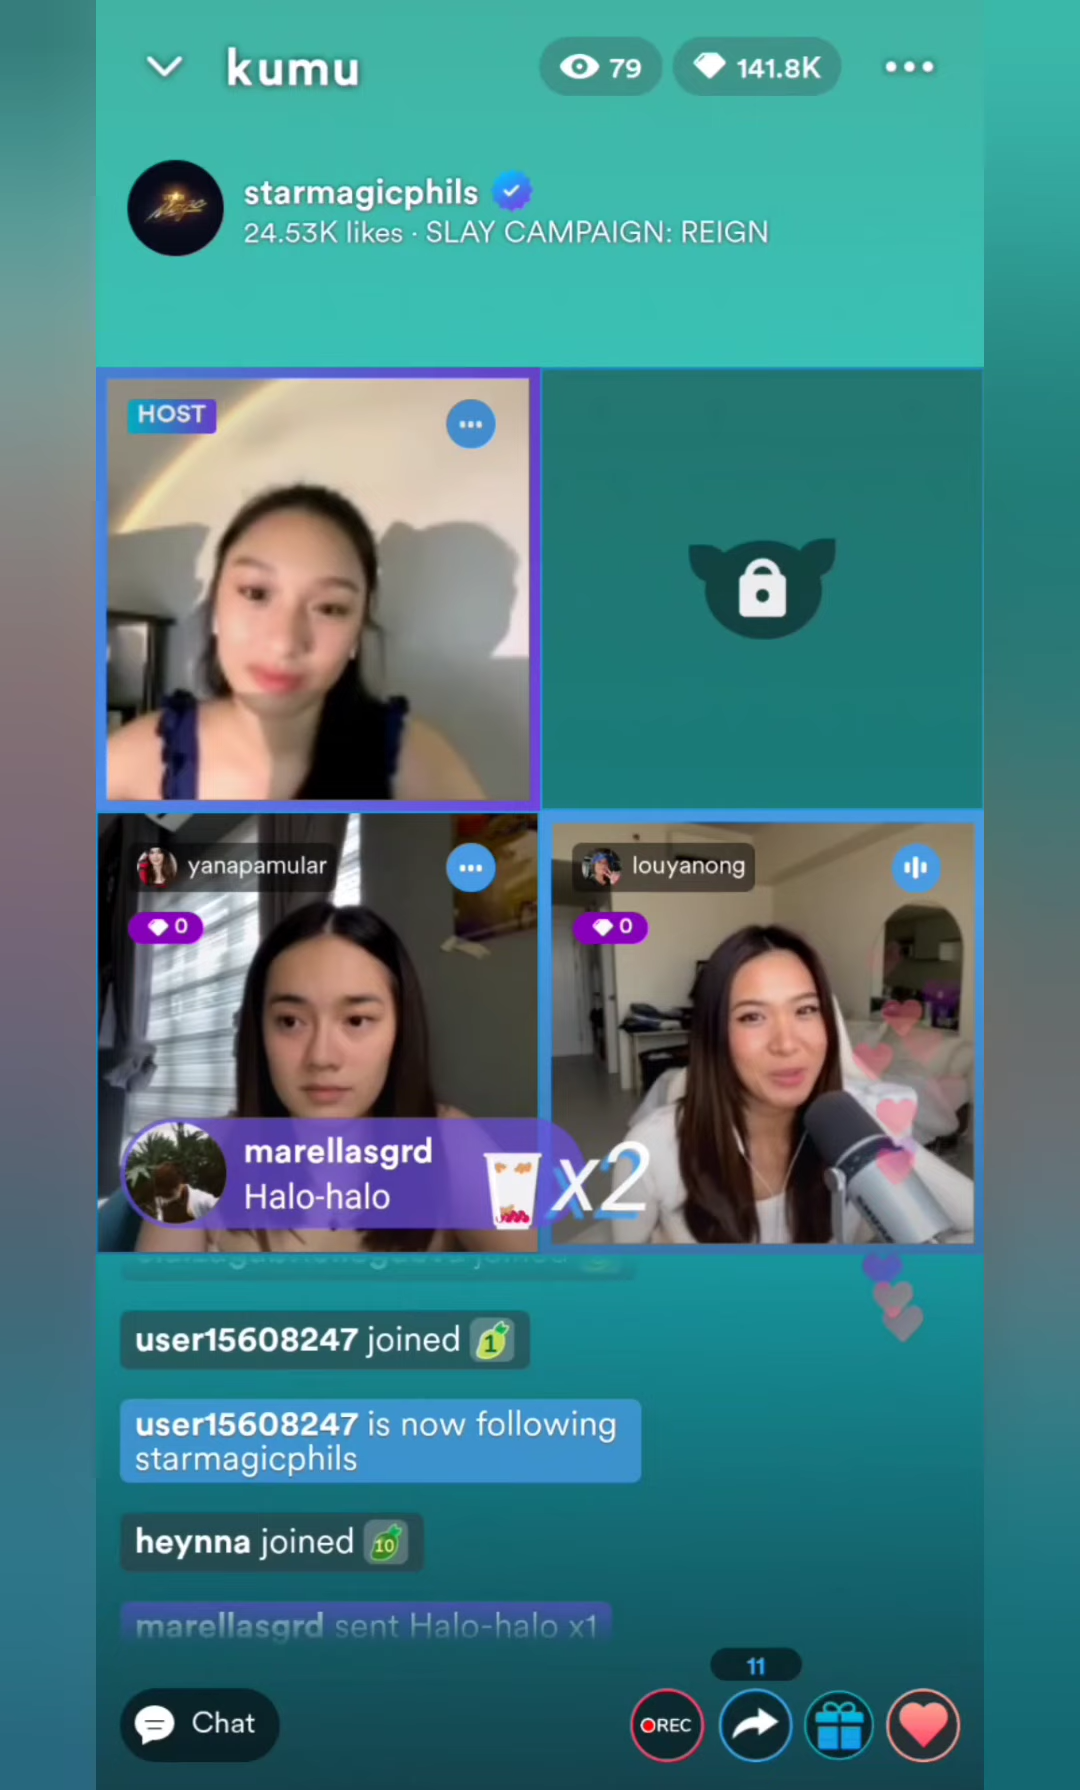 kumu
79
141.8K
starmagicphils
24.53K likes · SLAY CAMPAIGN: REIGN
HOST
yanapamular
0
louyanong
0
marellasgrd
Halo-halo
x2
joined
user15608247 joined 1
user15608247 is now following
starmagicphils
heynna joined 10
marellasgrd sent Halo-halo x1
11
Chat
REC